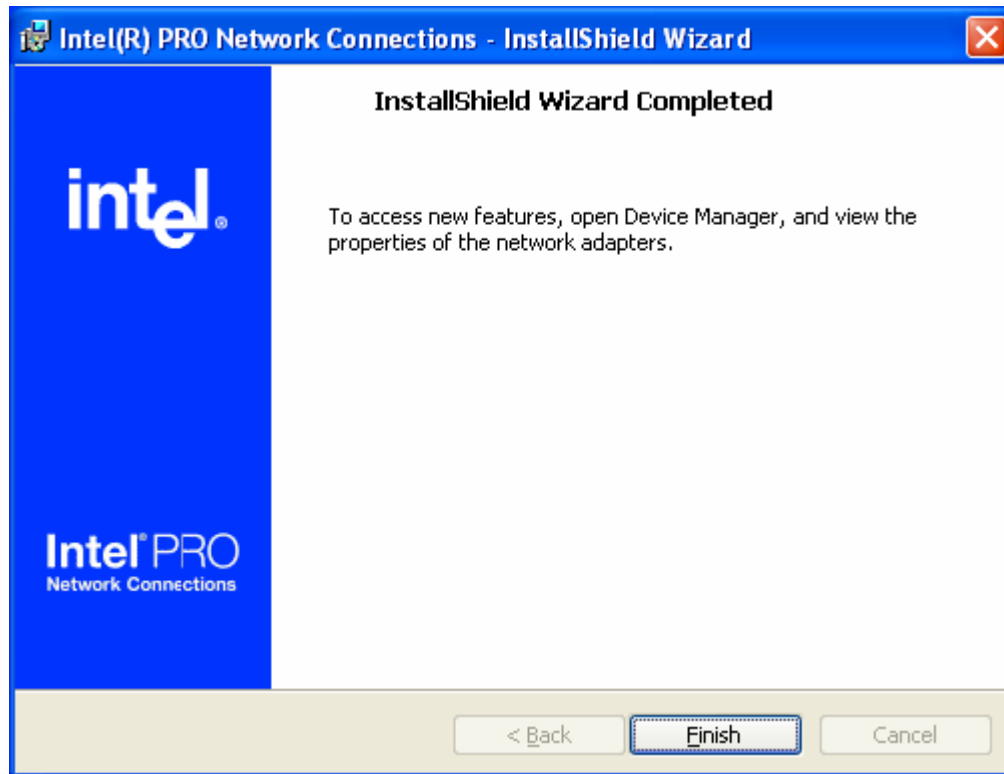 Intel(R) PRO Network Connections - InstallShield Wizard
InstallShield Wizard Completed
intel®
To access new features, open Device Manager, and view the
properties of the network adapters.
Intel® PRO
Network Connections
< Back
Finish
Cancel